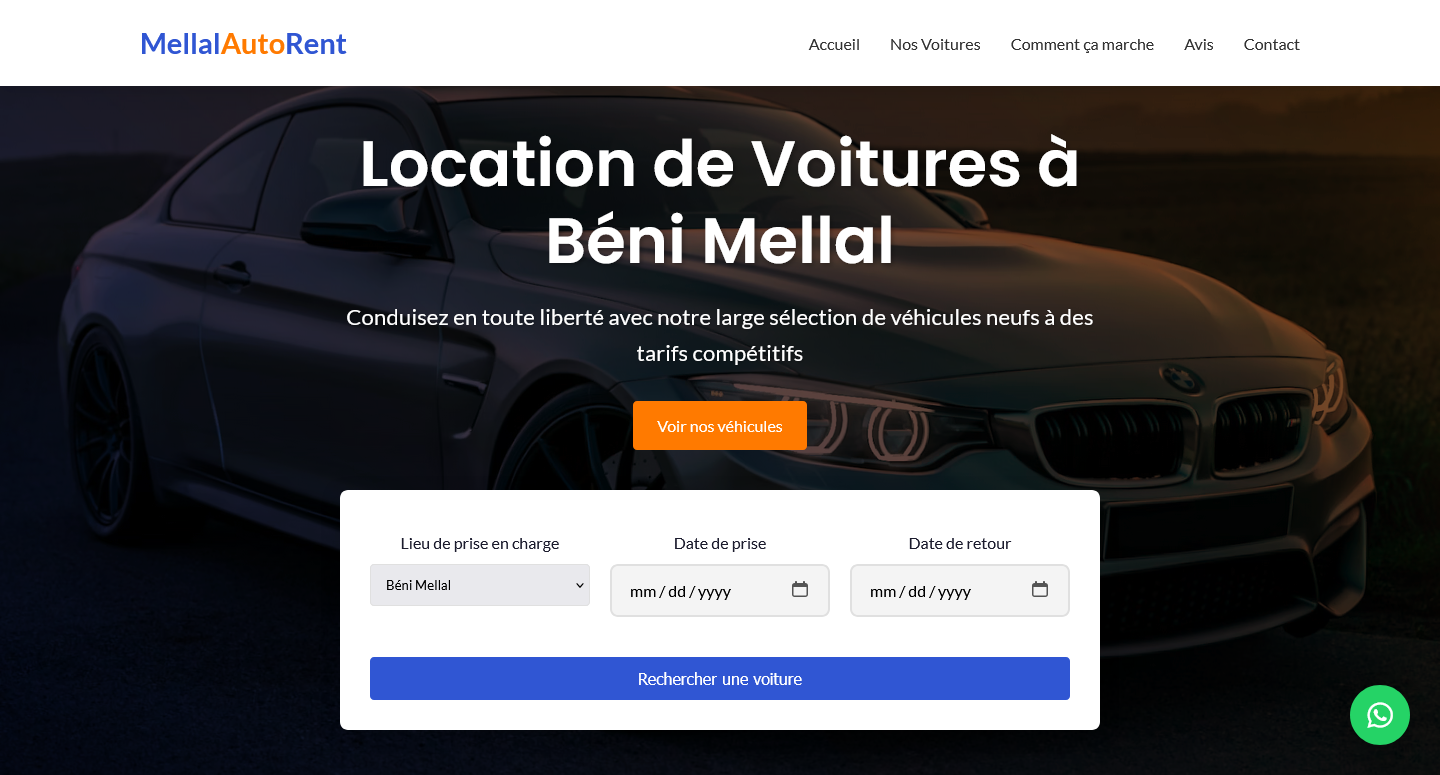 MellalAutoRent
Accueil Nos Voitures Comment ça marche Avis Contact
Location de Voitures à
Béni Mellal
Conduisez en toute liberté avec notre large sélection de véhicules neufs à des
tarifs compétitifs
Voir nos véhicules
Lieu de prise en charge Date de prise Date de retour
Béni Mellal mm/dd/yyyy mm/dd/yyyy
Rechercher une voiture